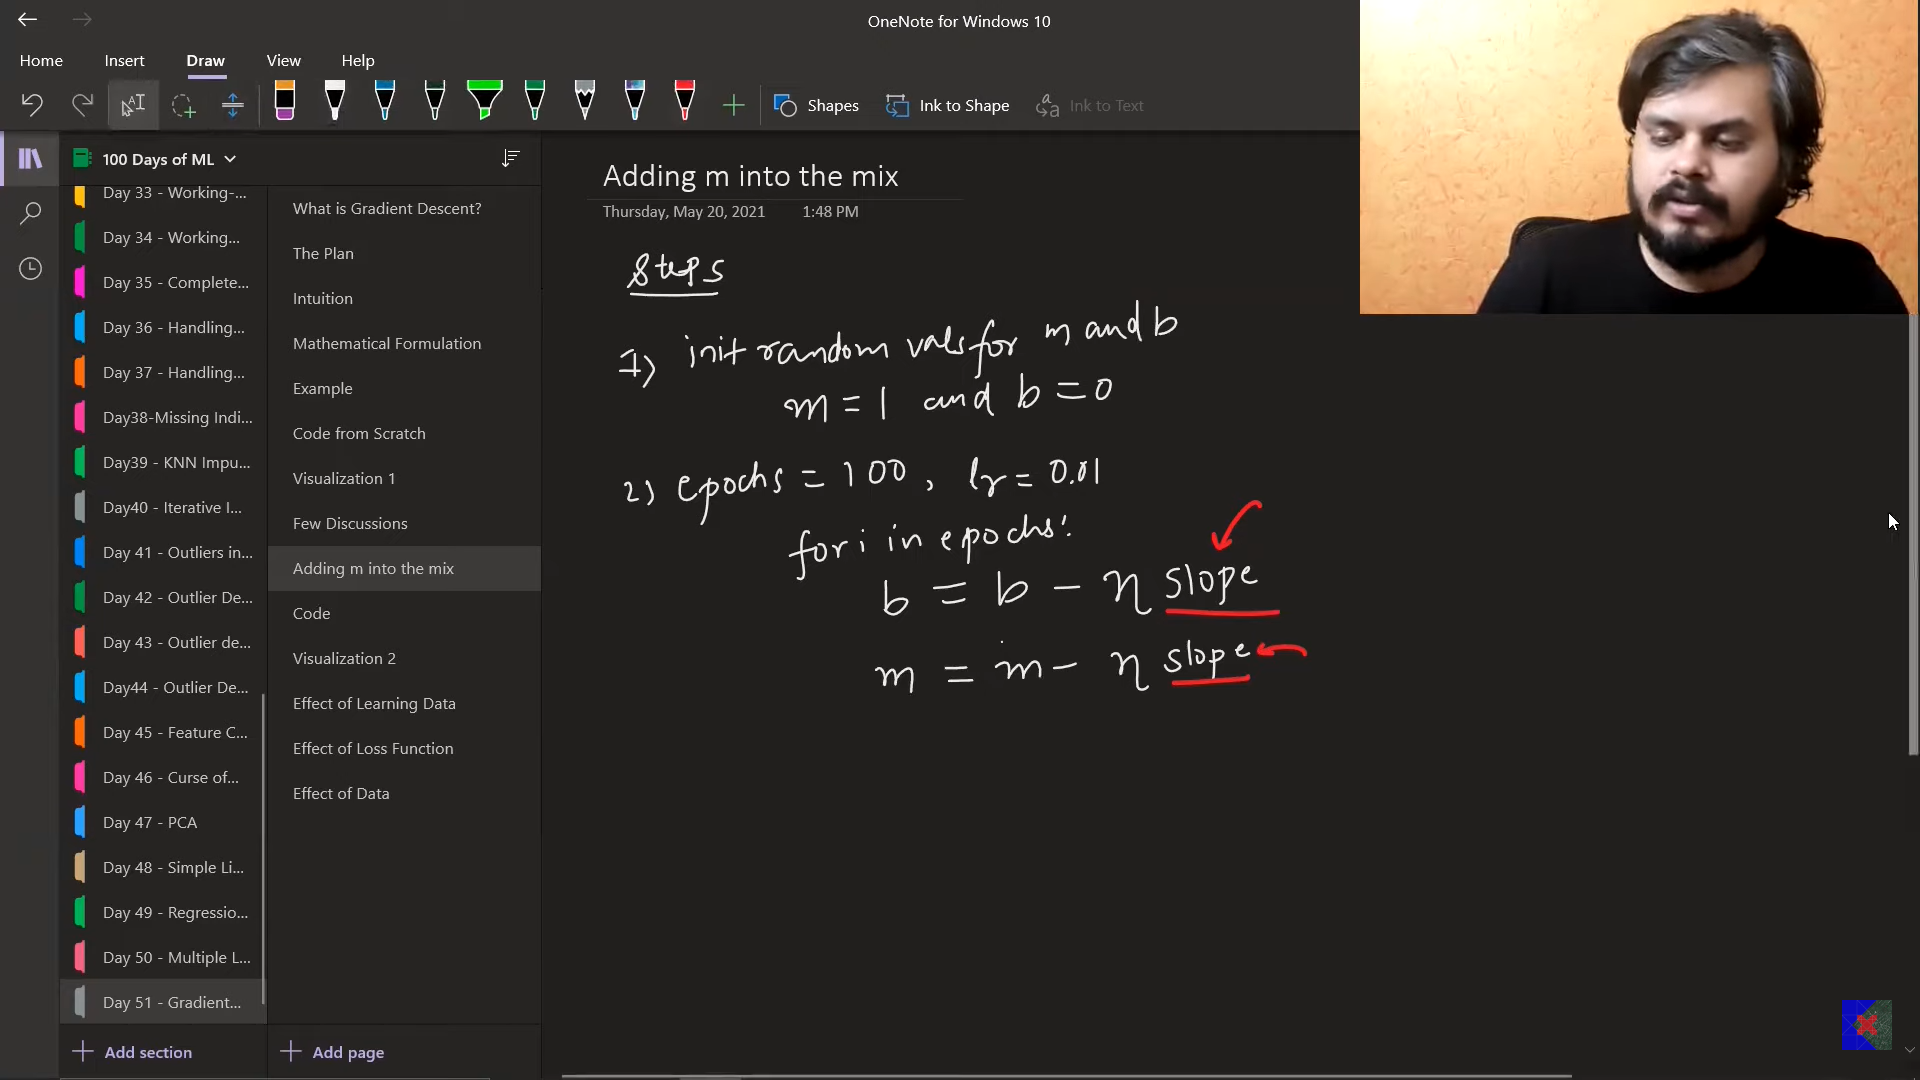 OneNote for Windows 10
Home Insert Draw View Help
Shapes Ink to Shape Ink to Text
100 Days of ML
Day 33 - Working-...
Day 34 - Working...
Day 35 - Complete...
Day 36 - Handling...
Day 37 - Handling...
Day38-Missing Indi...
Day39 - KNN Impu...
Day40 - Iterative I...
Day 41 - Outliers in...
Day 42 - Outlier De...
Day 43 - Outlier de...
Day44 - Outlier De...
Day 45 - Feature C...
Day 46 - Curse of...
Day 47 - PCA
Day 48 - Simple Li...
Day 49 - Regressio...
Day 50 - Multiple L...
Day 51 - Gradient...
Add section
What is Gradient Descent?
The Plan
Intuition
Mathematical Formulation
Example
Code from Scratch
Visualization 1
Few Discussions
Adding m into the mix
Code
Visualization 2
Effect of Learning Data
Effect of Loss Function
Effect of Data
Add page
Adding m into the mix
Thursday, May 20, 2021 1:48 PM
Steps
1) init random vals for m and b
m = 1 and b = 0
2) epochs = 100, lr = 0.01
for i in epochs:
b = b - η slope
m = m - η slope